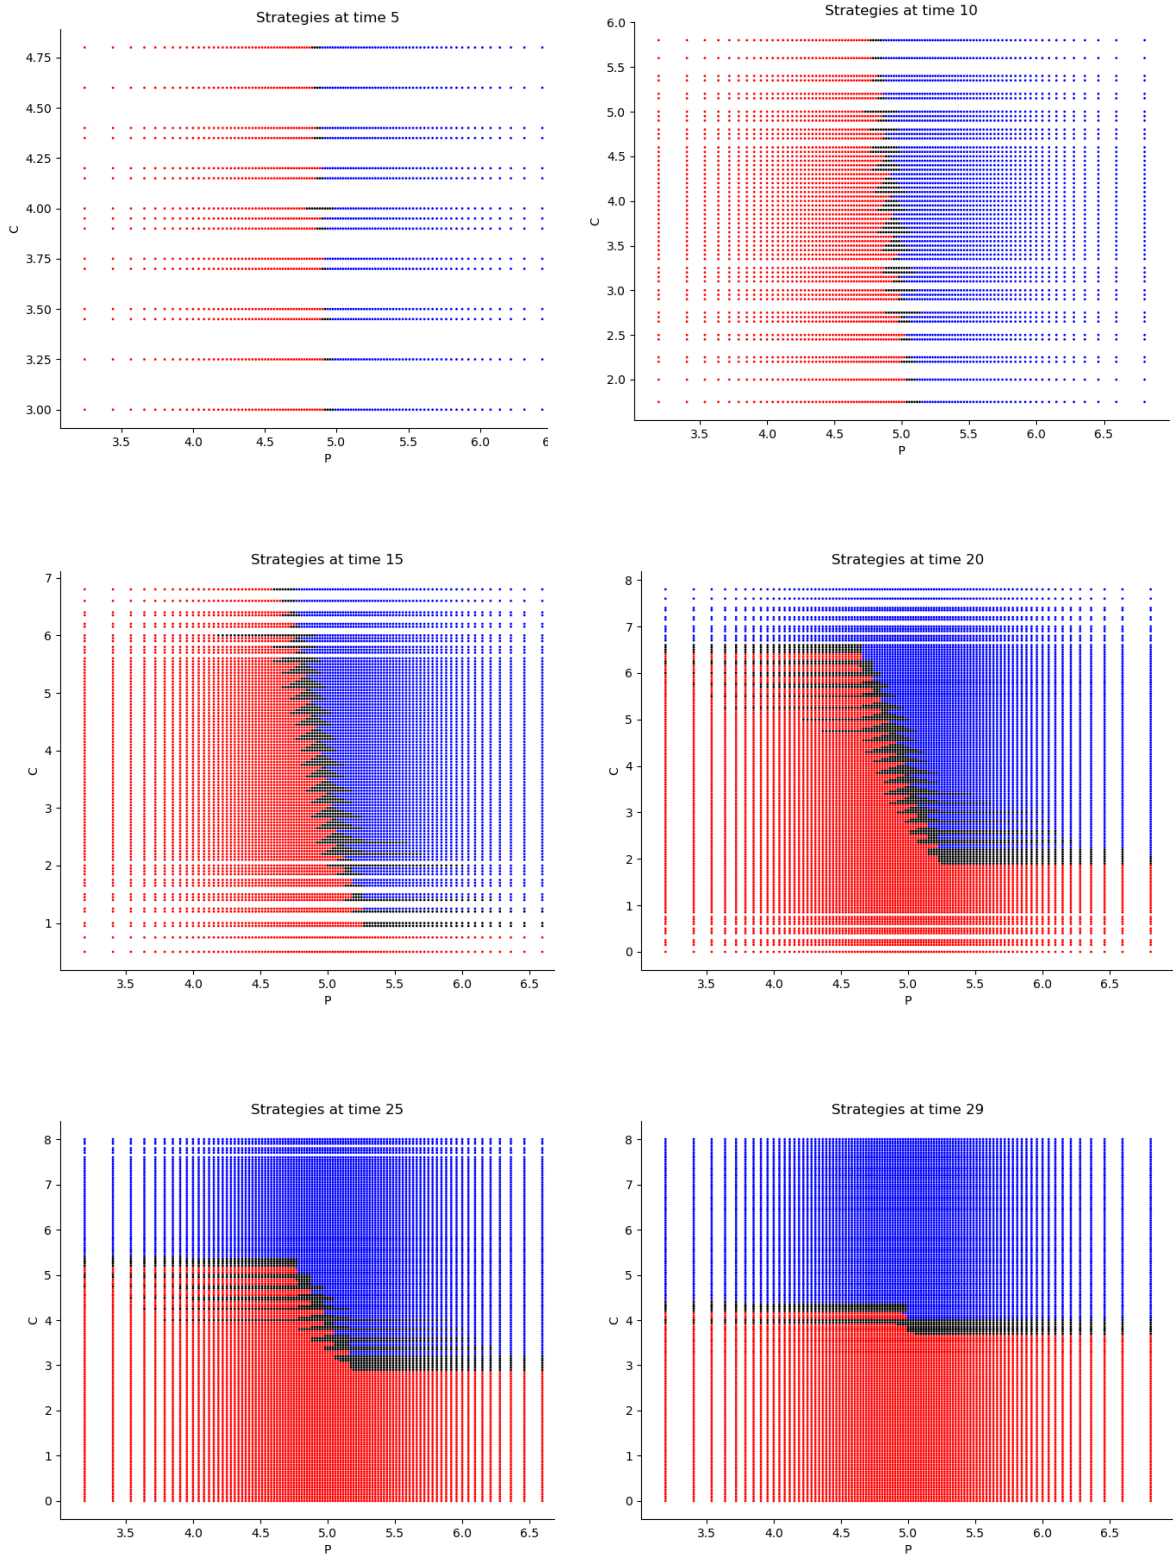 Strategies at time 5
4.75
4.50
4.25
4.00
3.75
3.50
3.25
3.00
C
3.5 4.0 4.5 5.0 5.5 6.0 6
P
Strategies at time 10
6.0
5.5
5.0
4.5
4.0
3.5
3.0
2.5
2.0
C
3.5 4.0 4.5 5.0 5.5 6.0 6.5
P
Strategies at time 15
7
6
5
4
3
2
1
C
3.5 4.0 4.5 5.0 5.5 6.0 6.5
P
Strategies at time 20
8
7
6
5
4
3
2
1
0
C
3.5 4.0 4.5 5.0 5.5 6.0 6.5
P
Strategies at time 25
8
7
6
5
4
3
2
1
0
C
3.5 4.0 4.5 5.0 5.5 6.0 6.5
P
Strategies at time 29
8
7
6
5
4
3
2
1
0
C
3.5 4.0 4.5 5.0 5.5 6.0 6.5
P